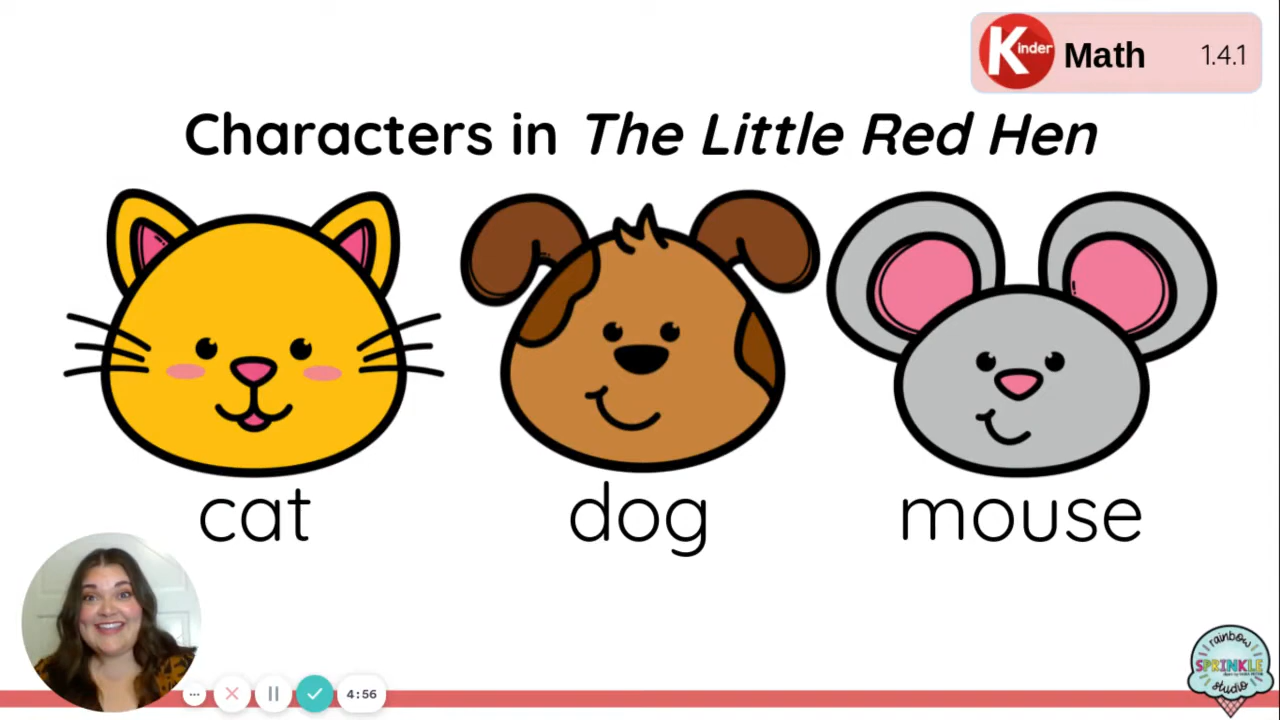 Kinder Math 1.4.1
Characters in The Little Red Hen
cat dog mouse
4:56
rainbow
SPRINKLE
studio